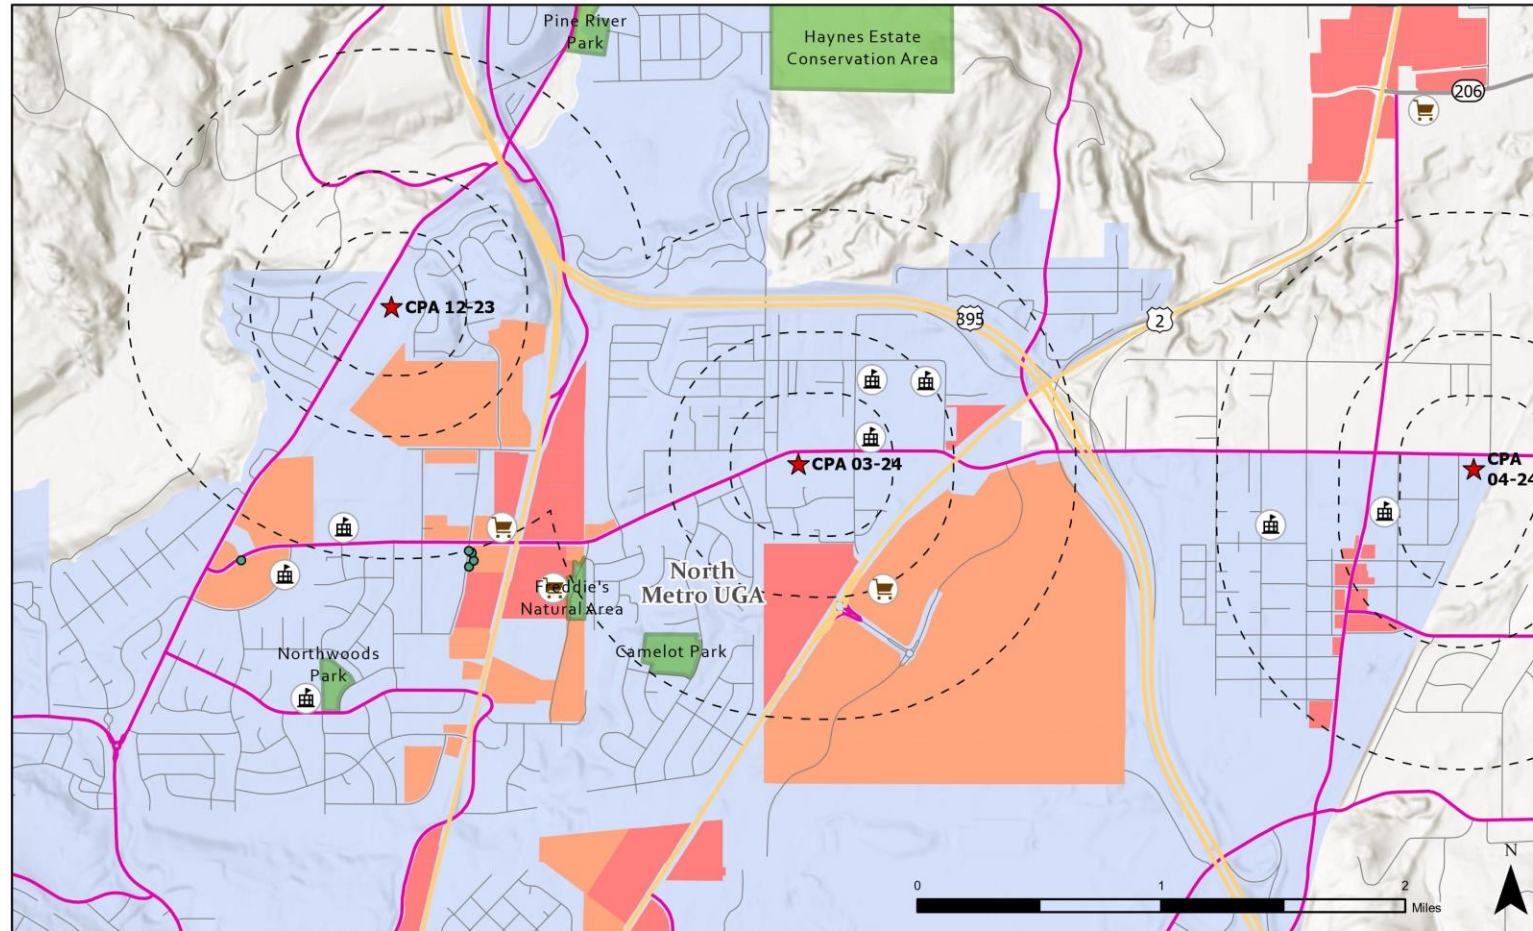 Pine River
Park
Haynes Estate
Conservation Area
206
CPA 12-23
395
2
CPA 03-24
CPA
04-24
North
Metro UGA
Freddie's
Natural Area
Northwoods
Park
Camelot Park
N
0
1
2
Miles